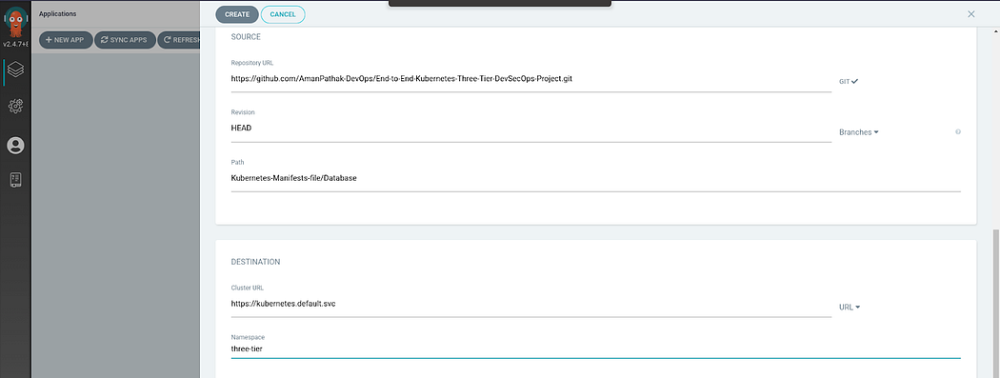 Applications
CREATE
CANCEL
v2.4.7+
NEW APP
SYNC APPS
REFRESH
SOURCE
Repository URL
https://github.com/AmanPathak-DevOps/End-to-End-Kubernetes-Three-Tier-DevSecOps-Project.git
GIT
Revision
HEAD
Branches
Path
Kubernetes-Manifests-file/Database
DESTINATION
Cluster URL
https://kubernetes.default.svc
URL
Namespace
three-tier